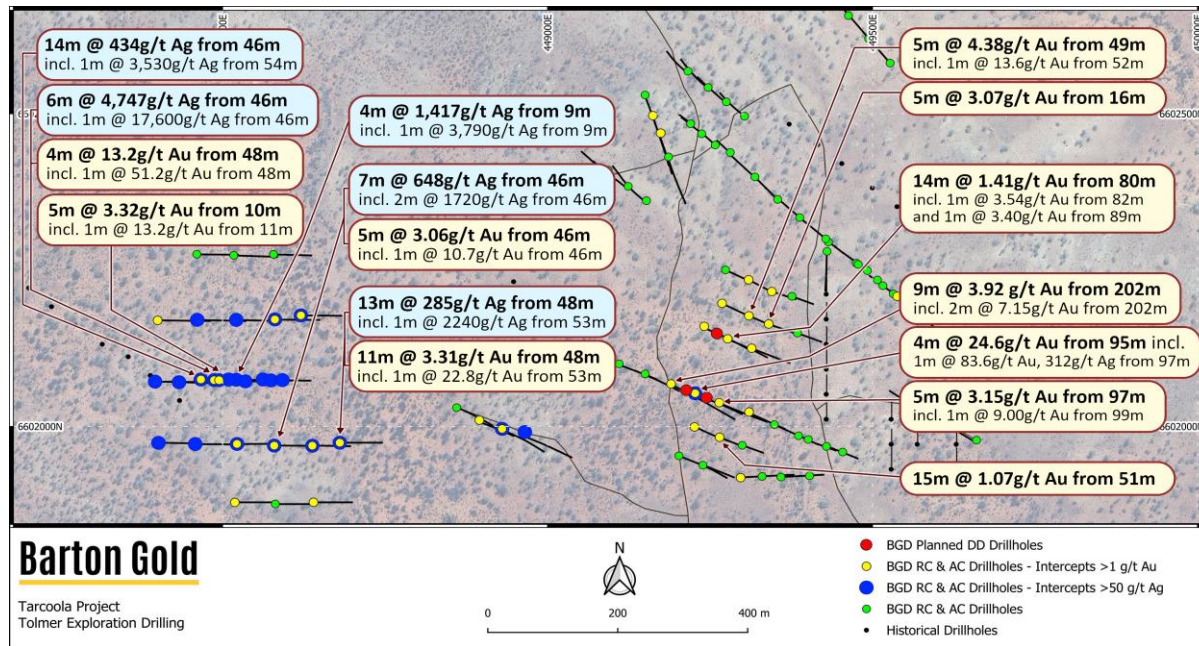 449000E
449500E
450000E
6602500N
6602000N
6602000N
14m @ 434g/t Ag from 46m
incl. 1m @ 3,530g/t Ag from 54m
6m @ 4,747g/t Ag from 46m
incl. 1m @ 17,600g/t Ag from 46m
4m @ 13.2g/t Au from 48m
incl. 1m @ 51.2g/t Au from 48m
5m @ 3.32g/t Au from 10m
incl. 1m @ 13.2g/t Au from 11m
4m @ 1,417g/t Ag from 9m
incl. 1m @ 3,790g/t Ag from 9m
7m @ 648g/t Ag from 46m
incl. 2m @ 1720g/t Ag from 46m
5m @ 3.06g/t Au from 46m
incl. 1m @ 10.7g/t Au from 46m
13m @ 285g/t Ag from 48m
incl. 1m @ 2240g/t Ag from 53m
11m @ 3.31g/t Au from 48m
incl. 1m @ 22.8g/t Au from 53m
5m @ 4.38g/t Au from 49m
incl. 1m @ 13.6g/t Au from 52m
5m @ 3.07g/t Au from 16m
14m @ 1.41g/t Au from 80m
incl. 1m @ 3.54g/t Au from 82m
and 1m @ 3.40g/t Au from 89m
9m @ 3.92 g/t Au from 202m
incl. 2m @ 7.15g/t Au from 202m
4m @ 24.6g/t Au from 95m incl.
1m @ 83.6g/t Au, 312g/t Ag from 97m
5m @ 3.15g/t Au from 97m
incl. 1m @ 9.00g/t Au from 99m
15m @ 1.07g/t Au from 51m
Barton Gold
Tarcoola Project
Tolmer Exploration Drilling
N
0 200 400 m
BGD Planned DD Drillholes
BGD RC & AC Drillholes - Intercepts >1 g/t Au
BGD RC & AC Drillholes - Intercepts >50 g/t Ag
BGD RC & AC Drillholes
Historical Drillholes